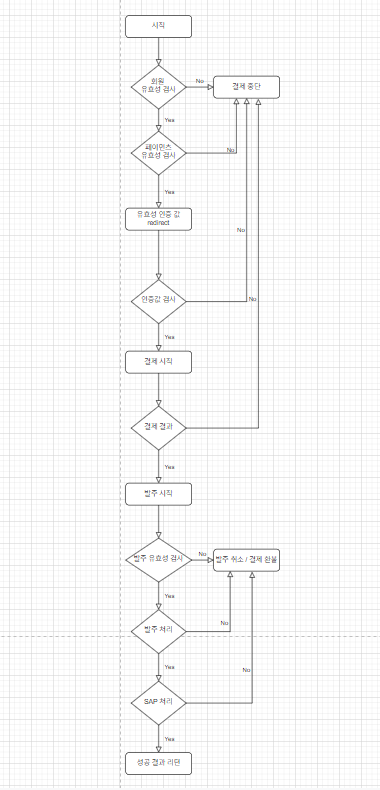 시작
회원
유효성 검사
No
결제 중단
Yes
페이먼츠
유효성 검사
No
Yes
유효성 인증 값
redirect
No
인증값 검사
No
Yes
결제 시작
결제 결과
Yes
발주 시작
발주 유효성 검사
No
발주 취소 / 결제 환불
Yes
발주 처리
No
Yes
No
SAP 처리
Yes
성공 결과 리턴